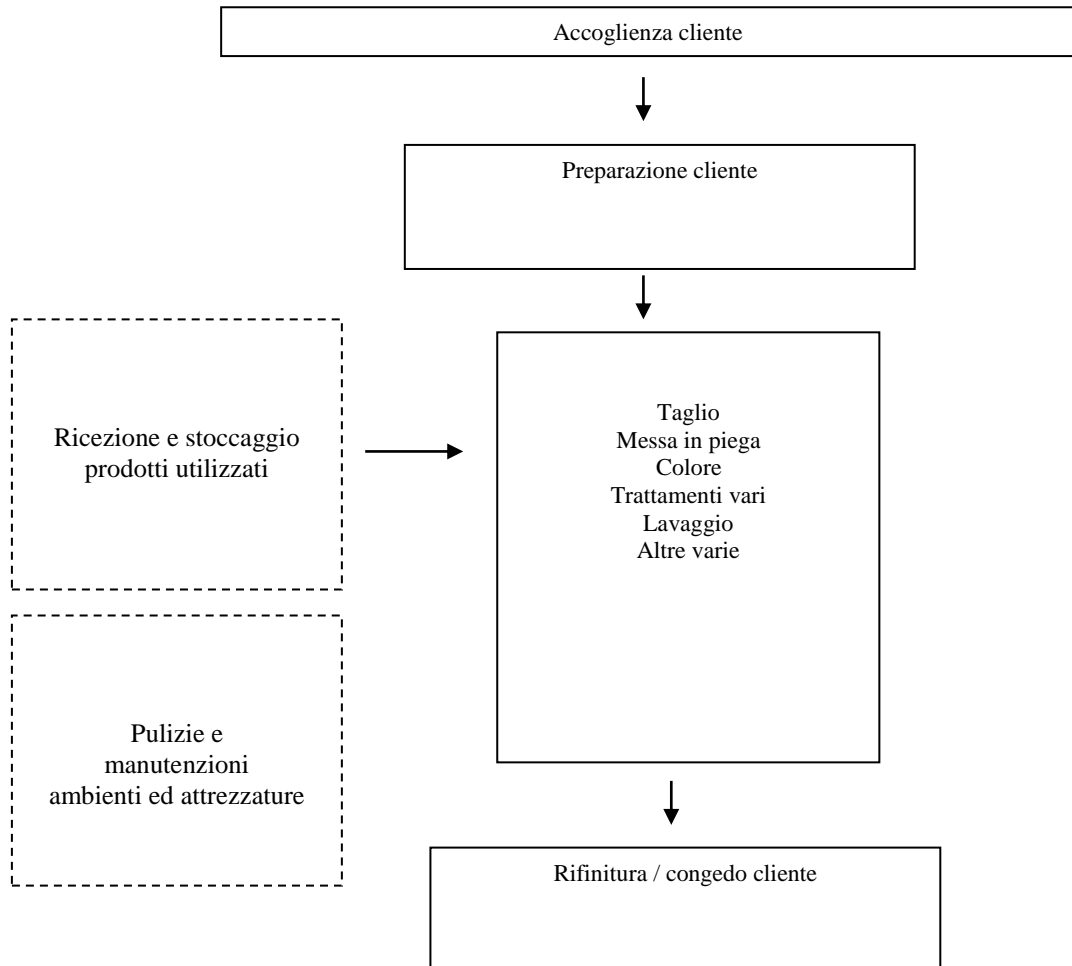 Accoglienza cliente
Preparazione cliente
Ricezione e stoccaggio
prodotti utilizzati
Taglio
Messa in piega
Colore
Trattamenti vari
Lavaggio
Altre varie
Pulizie e
manutenzioni
ambienti ed attrezzature
Rifinitura / congedo cliente